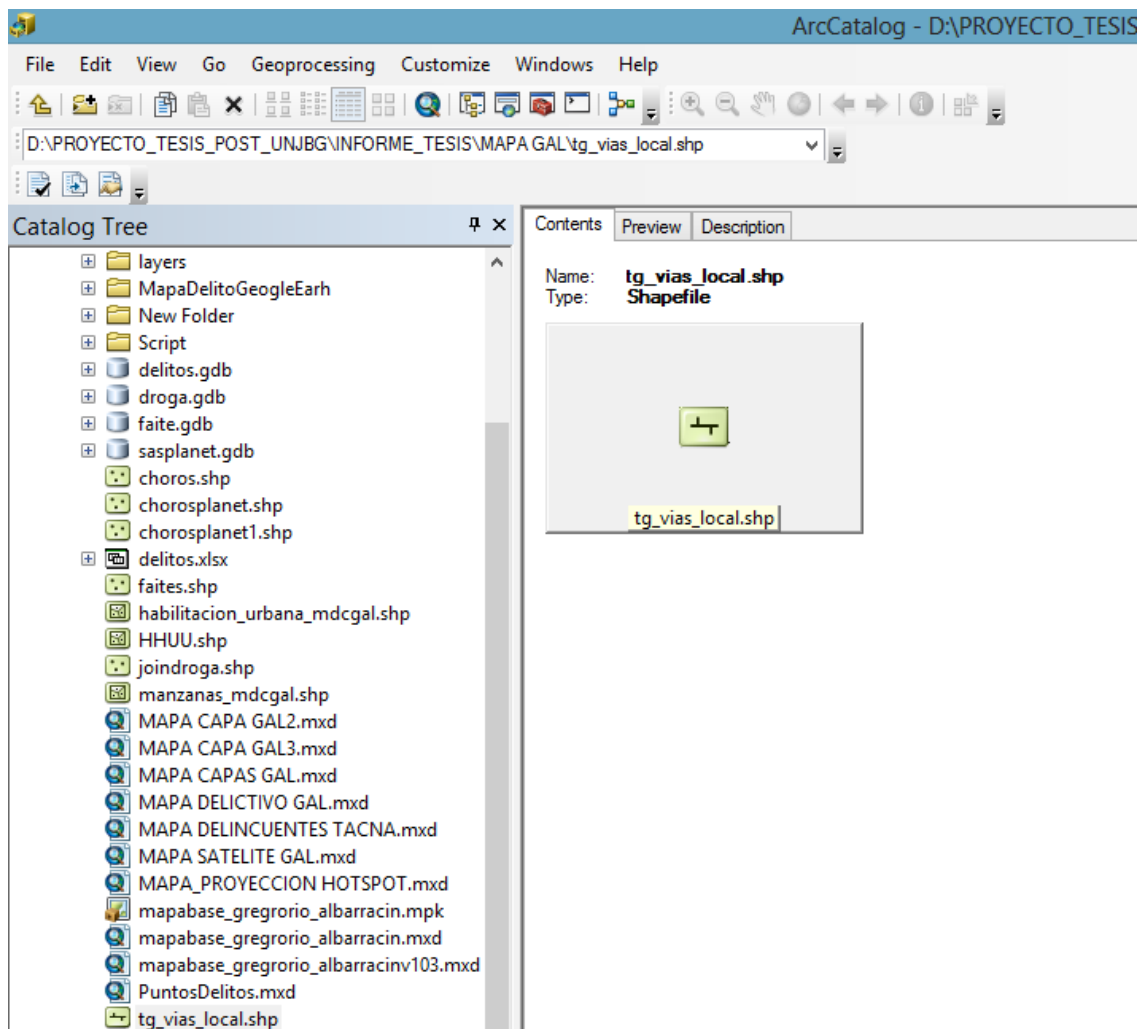 ArcCatalog - D:\PROYECTO_TESIS
File Edit View Go Geoprocessing Customize Windows Help
D:\PROYECTO_TESIS_POST_UNJBG\INFORME_TESIS\MAPA GAL\tg_vias_local.shp
Catalog Tree
layers
MapaDelitoGeogleEarh
New Folder
Script
delitos.gdb
droga.gdb
faite.gdb
sasplanet.gdb
choros.shp
chorosplanet.shp
chorosplanet1.shp
delitos.xlsx
faites.shp
habilitacion_urbana_mdcgal.shp
HHUU.shp
joindroga.shp
manzanas_mdcgal.shp
MAPA CAPA GAL2.mxd
MAPA CAPA GAL3.mxd
MAPA CAPAS GAL.mxd
MAPA DELICTIVO GAL.mxd
MAPA DELINCUENTES TACNA.mxd
MAPA SATELITE GAL.mxd
MAPA_PROYECCION HOTSPOT.mxd
mapabase_gregrorio_albarracin.mpk
mapabase_gregrorio_albarracin.mxd
mapabase_gregrorio_albarracinv103.mxd
PuntosDelitos.mxd
tg_vias_local.shp
Contents Preview Description
Name: tg_vias_local.shp
Type: Shapefile
tg_vias_local.shp